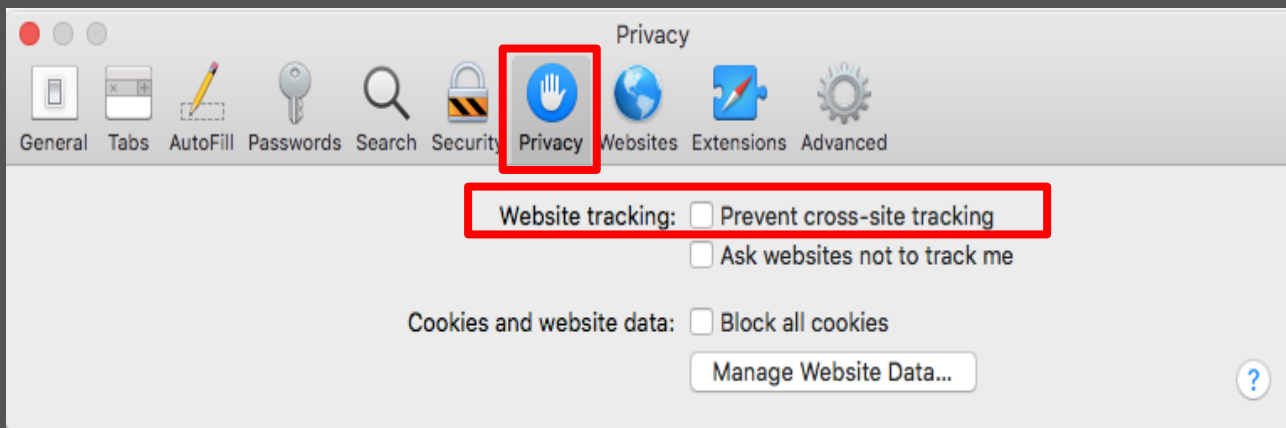 Privacy
General Tabs AutoFill Passwords Search Security Privacy Websites Extensions Advanced
Website tracking: Prevent cross-site tracking
Ask websites not to track me
Cookies and website data: Block all cookies
Manage Website Data...
?